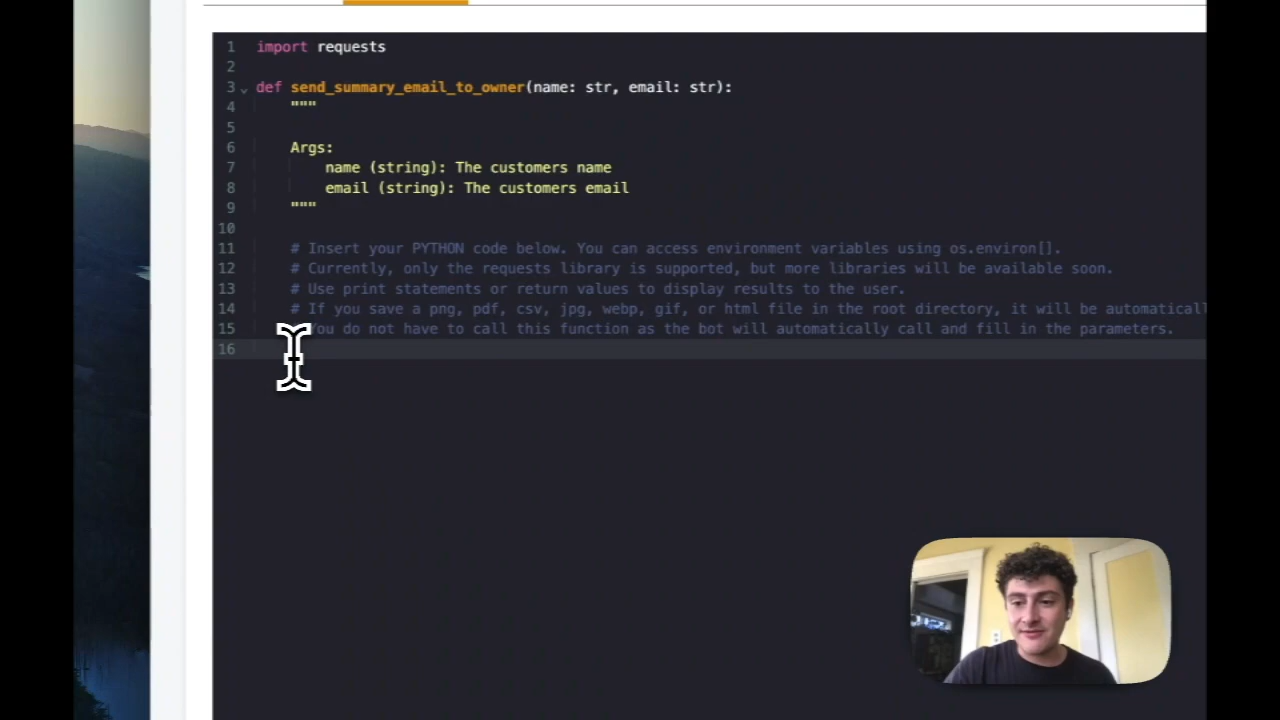 1 import requests
2
3 def send_summary_email_to_owner(name: str, email: str):
4 """
5
6 Args:
7 name (string): The customers name
8 email (string): The customers email
9 """
10
11 # Insert your PYTHON code below. You can access environment variables using os.environ[].
12 # Currently, only the requests library is supported, but more libraries will be available soon.
13 # Use print statements or return values to display results to the user.
14 # If you save a png, pdf, csv, jpg, webp, gif, or html file in the root directory, it will be automaticall
15 You do not have to call this function as the bot will automatically call and fill in the parameters.
16